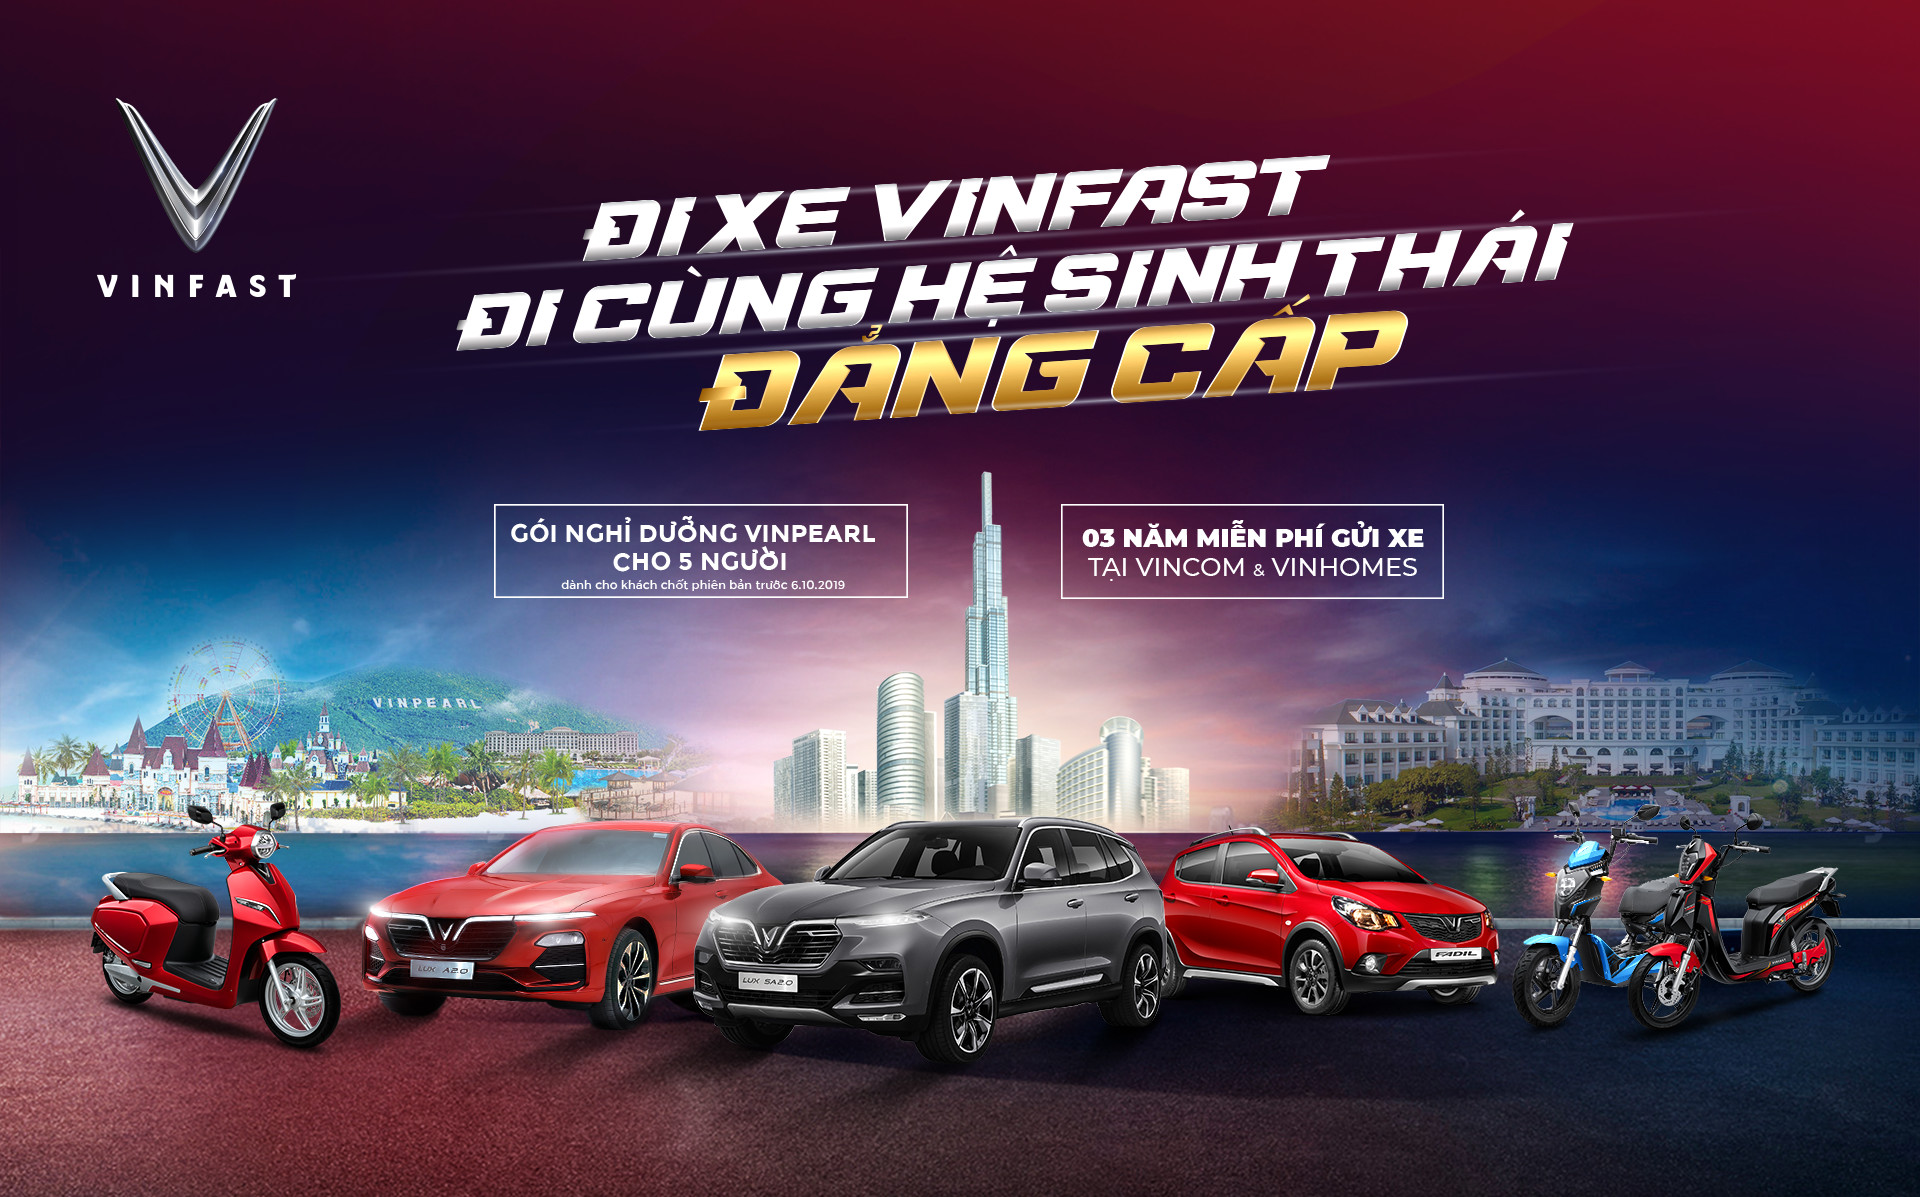 VINFAST
ĐI XE VINFAST
ĐI CÙNG HỆ SINH THÁI
ĐẲNG CẤP
GÓI NGHỈ DƯỠNG VINPEARL
CHO 5 NGƯỜI
dành cho khách chốt phiên bản trước 6.10.2019
03 NĂM MIỄN PHÍ GỬI XE
TẠI VINCOM & VINHOMES
VINPEARL
LUX A2.0
LUX SA2.0
FADIL